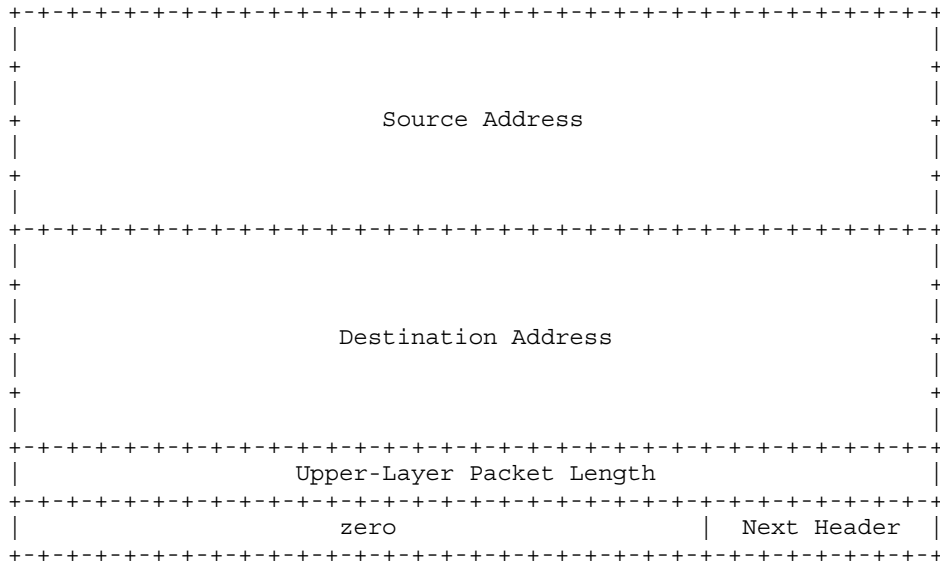 Source Address
Destination Address
Upper-Layer Packet Length
zero | Next Header